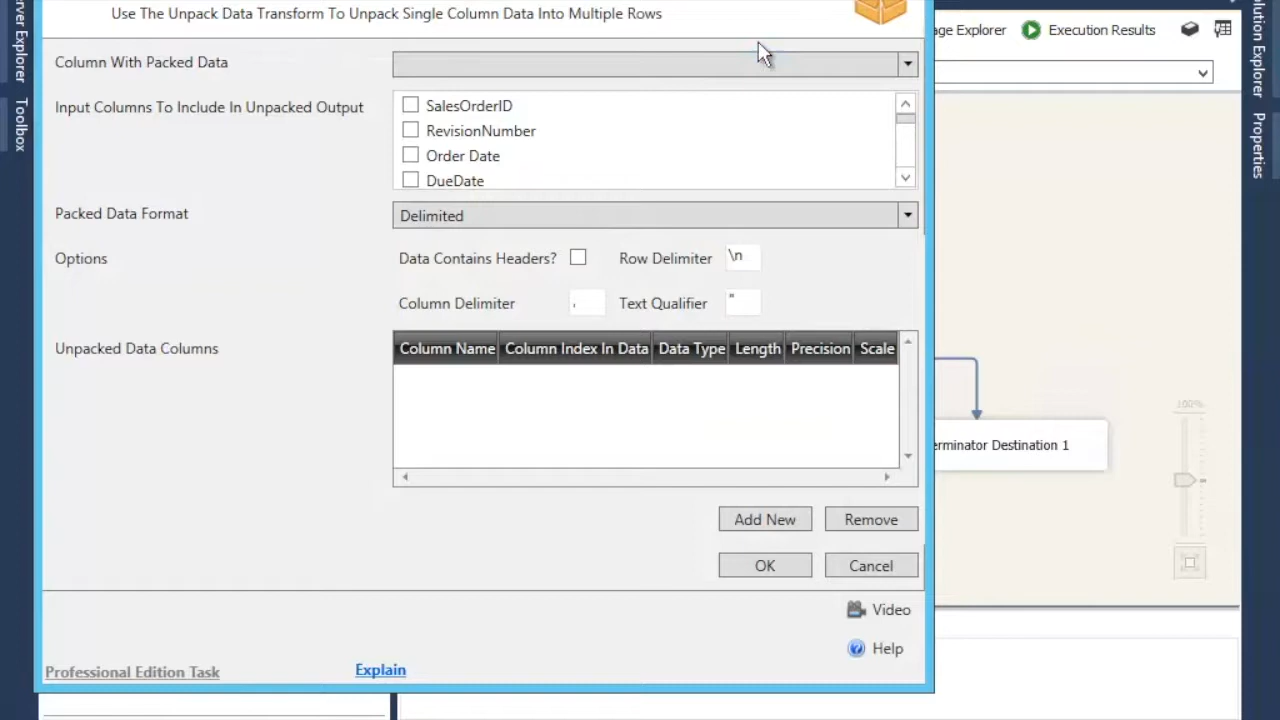 Use The Unpack Data Transform To Unpack Single Column Data Into Multiple Rows
Column With Packed Data
Input Columns To Include In Unpacked Output
SalesOrderID
RevisionNumber
Order Date
DueDate
Packed Data Format
Delimited
Options
Data Contains Headers?
Row Delimiter
\n
Column Delimiter
,
Text Qualifier
"
Unpacked Data Columns
Column Name
Column Index In Data
Data Type
Length
Precision
Scale
Add New
Remove
OK
Cancel
Video
Help
Professional Edition Task
Explain
rver Explorer
Toolbox
age Explorer
Execution Results
erminator Destination 1
100%
olution Explorer
Properties